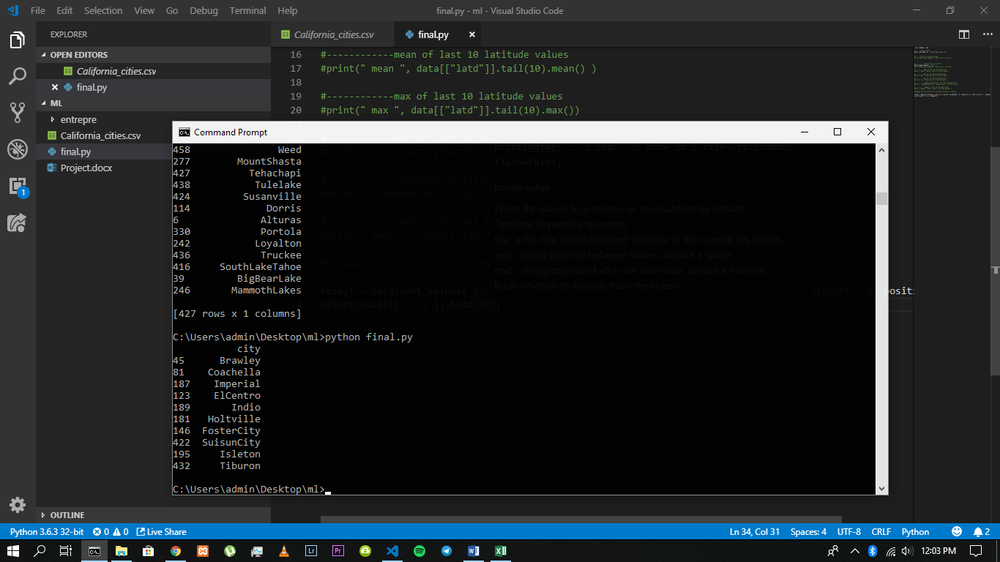 File Edit Selection View Go Debug Terminal Help
final.py - ml - Visual Studio Code
EXPLORER
OPEN EDITORS
California_cities.csv
final.py
ML
entrepre
California_cities.csv
final.py
Project.docx
OUTLINE
California_cities.csv
final.py
16 #------------mean of last 10 latitude values
17 #print(" mean ", data[["latd"]].tail(10).mean() )
18
19 #------------max of last 10 latitude values
20 #print(" max ", data[["latd"]].tail(10).max())
Command Prompt
458 Weed
277 MountShasta
427 Tehachapi
438 Tulelake
424 Susanville
114 Dorris
6 Alturas
330 Portola
242 Loyalton
436 Truckee
416 SouthLakeTahoe
39 BigBearLake
246 MammothLakes
[427 rows x 1 columns]
C:\Users\admin\Desktop\ml>python final.py
city
45 Brawley
81 Coachella
187 Imperial
123 ElCentro
189 Indio
181 Holtville
146 FosterCity
422 SuisunCity
195 Isleton
432 Tiburon
C:\Users\admin\Desktop\ml>
print(value, ..., sep=' ', end='\n', file=sys.stdout,
flush=False)
param value
Prints the values to a stream, or to sys.stdout by default.
Optional keyword arguments:
file: a file-like object (stream); defaults to the current sys.stdout.
sep: string inserted between values, default a space.
end: string appended after the last value, default a newline.
flush: whether to forcibly flush the stream.
result = data.sort_values('ele
print(result[['city']].head(10))
Python 3.6.3 32-bit 0 0 Live Share
Ln 34, Col 31 Spaces: 4 UTF-8 CRLF Python 2
1
12:03 PM